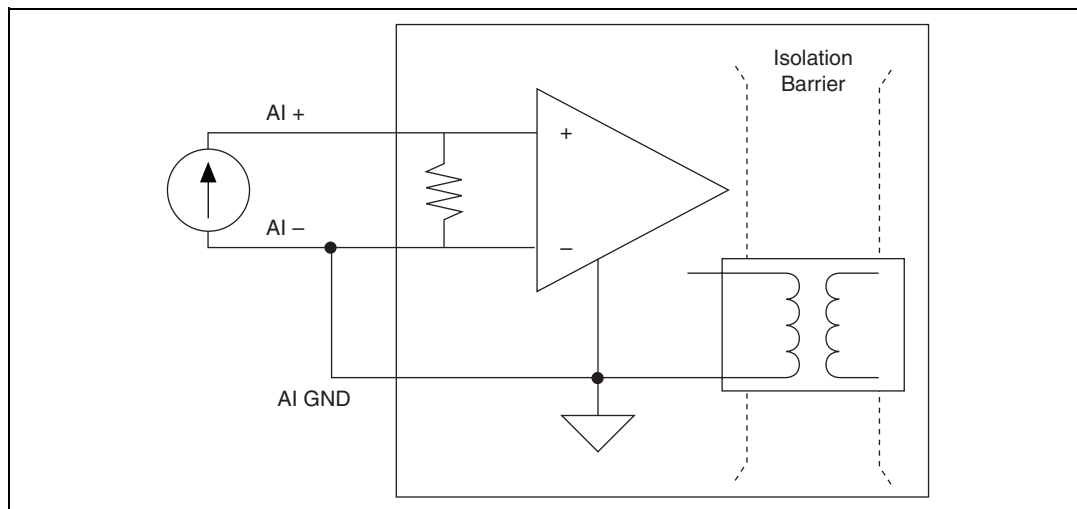 Isolation
Barrier
AI +
+
AI –
–
AI GND